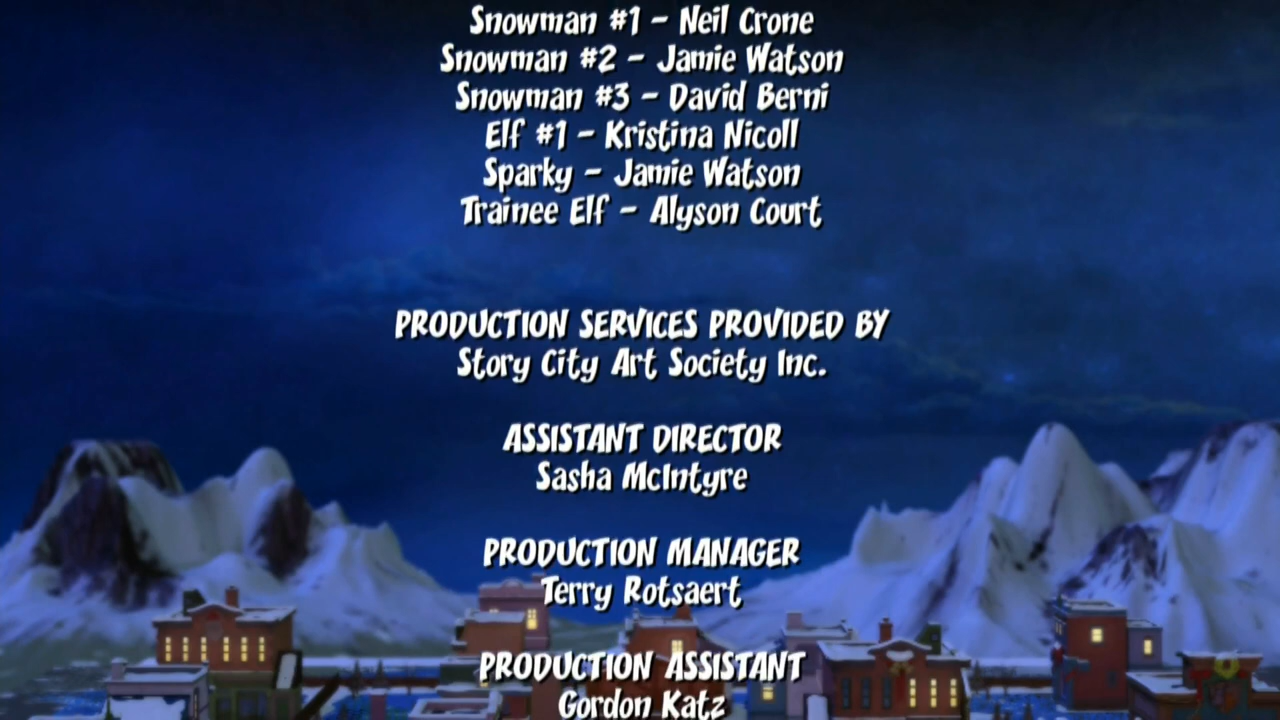 Snowman #1 - Neil Crone
Snowman #2 - Jamie Watson
Snowman #3 - David Berni
Elf #1 - Kristina Nicoll
Sparky - Jamie Watson
Trainee Elf - Alyson Court
PRODUCTION SERVICES PROVIDED BY
Story City Art Society Inc.
ASSISTANT DIRECTOR
Sasha McIntyre
PRODUCTION MANAGER
Terry Rotsaert
PRODUCTION ASSISTANT
Gordon Katz